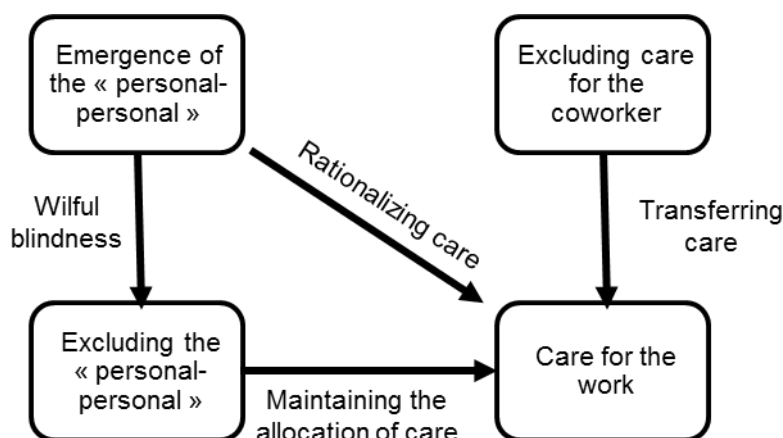 Emergence of
the « personal-
personal »
Excluding care
for the
coworker
Rationalizing care
Wilful
blindness
Transferring
care
Excluding the
« personal-
personal »
Care for the
work
Maintaining the
allocation of care